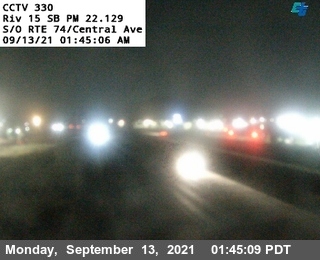 CCTV 330
Riv 15 SB PM 22.129
S/O RTE 74/Central Ave
09/13/21 01:45:06 AM
Monday, September 13, 2021 01:45:09 PDT